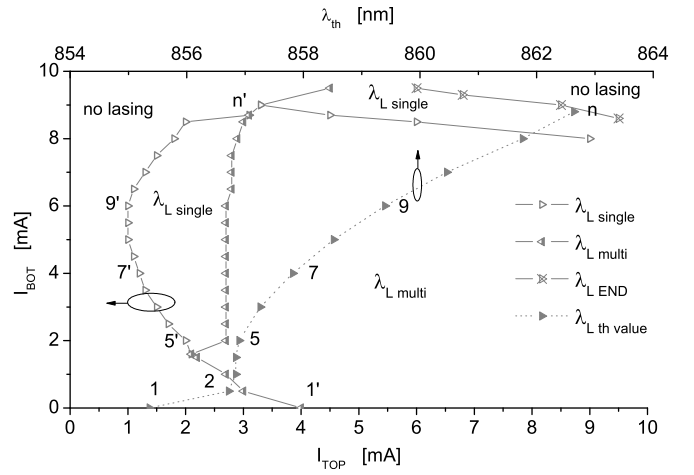 λth [nm]
854 856 858 860 862 864
10
8
6
4
2
0
IBOT [mA]
no lasing
n'
λL single
no lasing
n
9'
λL single
9
7'
7
λL multi
5'
5
1
2
1'
λL single
λL multi
λL END
λL th value
0 1 2 3 4 5 6 7 8 9 10
ITOP [mA]